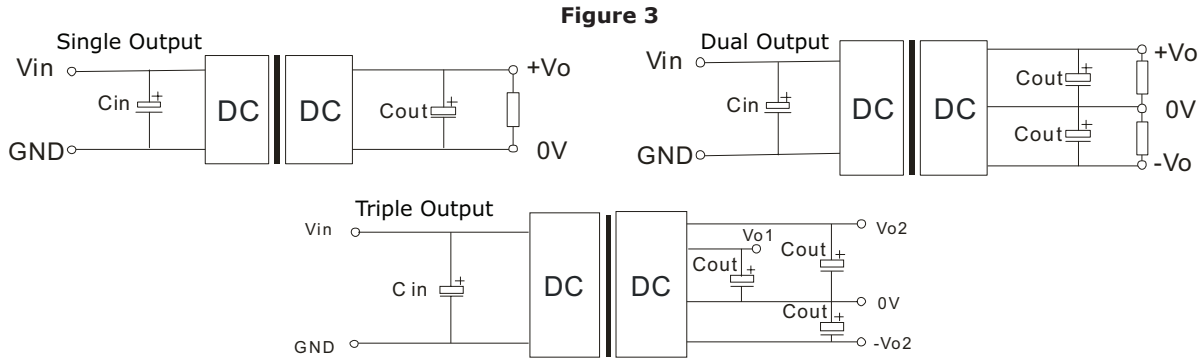 Figure 3
Single Output
Vin
Cin
GND
DC
DC
Cout
+
+
+Vo
0V
Dual Output
Vin
Cin
+
GND
DC
DC
Cout
+
Cout
+
+Vo
0V
-Vo
Triple Output
Vin
C in
+
GND
DC
DC
Vo1
Cout
+
Cout
+
Cout
+
Vo2
0V
-Vo2